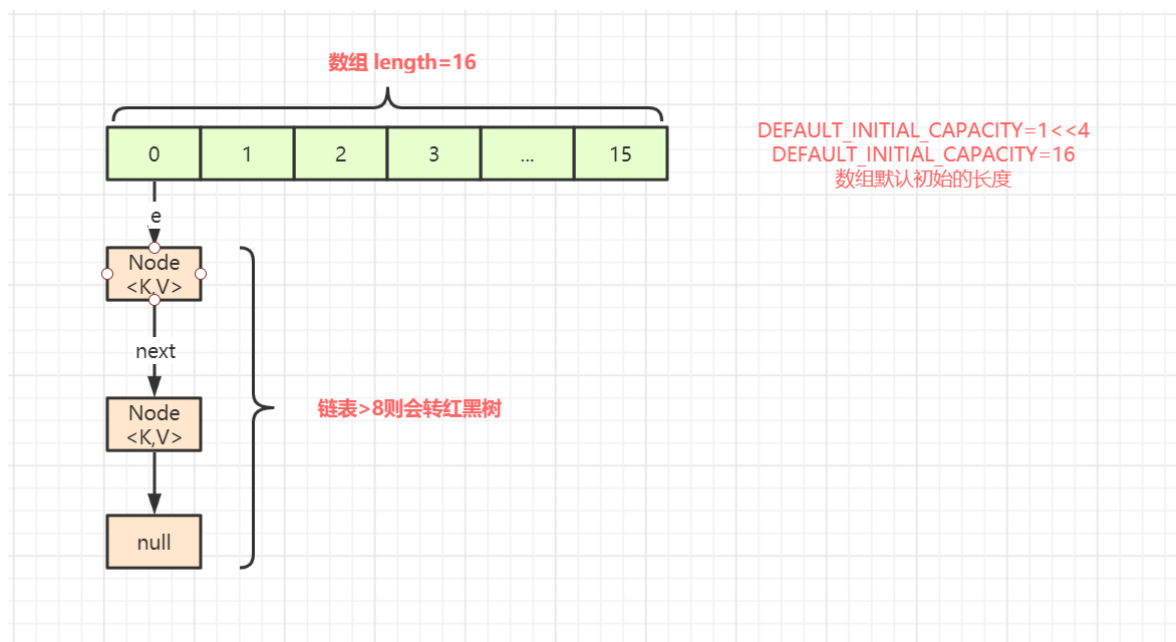 数组 length=16
0 1 2 3 ... 15
DEFAULT_INITIAL_CAPACITY=1<<4
DEFAULT_INITIAL_CAPACITY=16
数组默认初始的长度
e
Node
<K,V>
next
链表>8则会转红黑树
Node
<K,V>
null